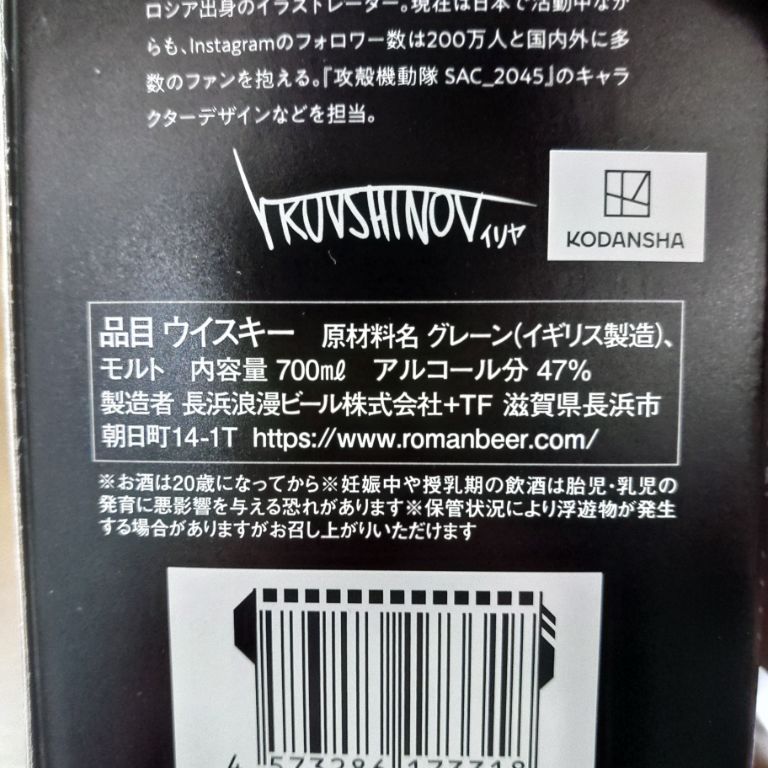 ロシア出身のイラストレーター。現在は日本で活動中なが
らも、Instagramのフォロワー数は200万人と国内外に多
数のファンを抱える。『攻殻機動隊 SAC_2045』のキャラ
クターデザインなどを担当。
KUVSHINOV イリヤ
KODANSHA
品目 ウイスキー 原材料名 グレーン(イギリス製造)、
モルト 内容量 700㎖ アルコール分 47%
製造者 長浜浪漫ビール株式会社+TF 滋賀県長浜市
朝日町14-1T https://www.romanbeer.com/
※お酒は20歳になってから※妊娠中や授乳期の飲酒は胎児・乳児の
発育に悪影響を与える恐れがあります※保管状況により浮遊物が発生
する場合がありますがお召し上がりいただけます
4 573286 173318